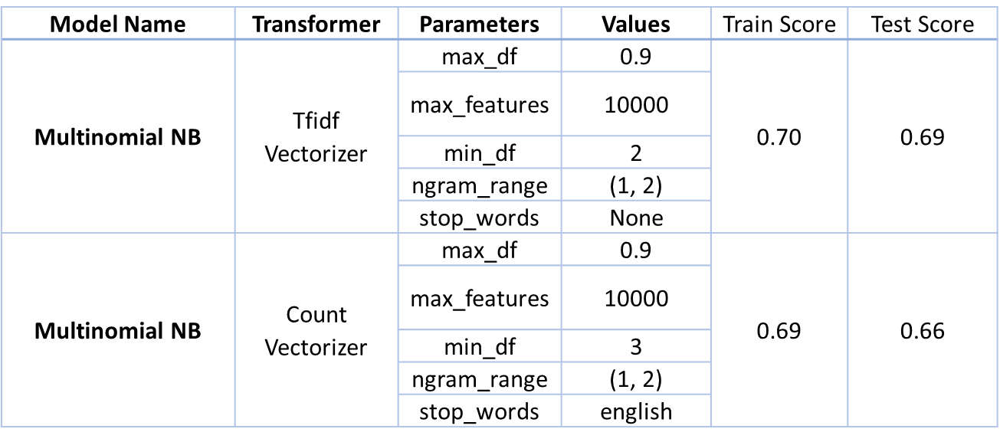 Model Name Transformer Parameters Values Train Score Test Score
Multinomial NB Tfidf Vectorizer max_df 0.9 0.70 0.69
max_features 10000
min_df 2
ngram_range (1, 2)
stop_words None
Multinomial NB Count Vectorizer max_df 0.9 0.69 0.66
max_features 10000
min_df 3
ngram_range (1, 2)
stop_words english